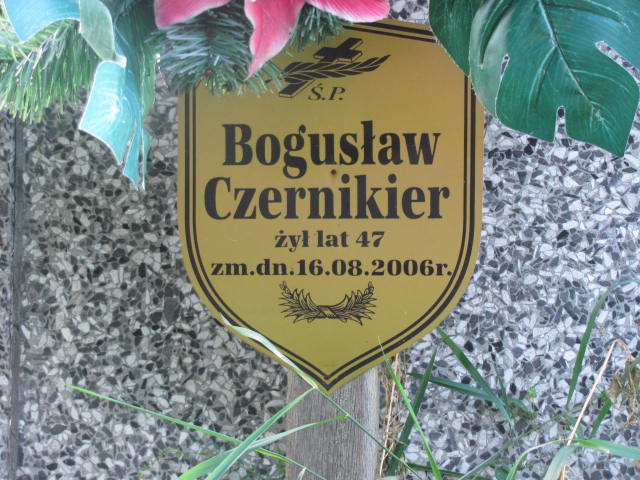 Ś.P.
Bogusław
Czernikier
żył lat 47
zm.dn.16.08.2006r.